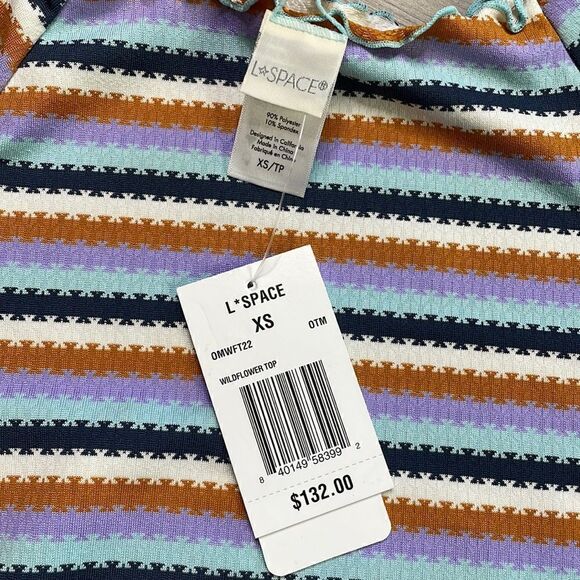 L*SPACE®
90% Polyester
10% Spandex
Designed in California
Made in China
Fabriqué en Chin
XS/TP
L*SPACE
XS
OMWFT22 OTM
WILDFLOWER TOP
8 40149 58399 2
$132.00